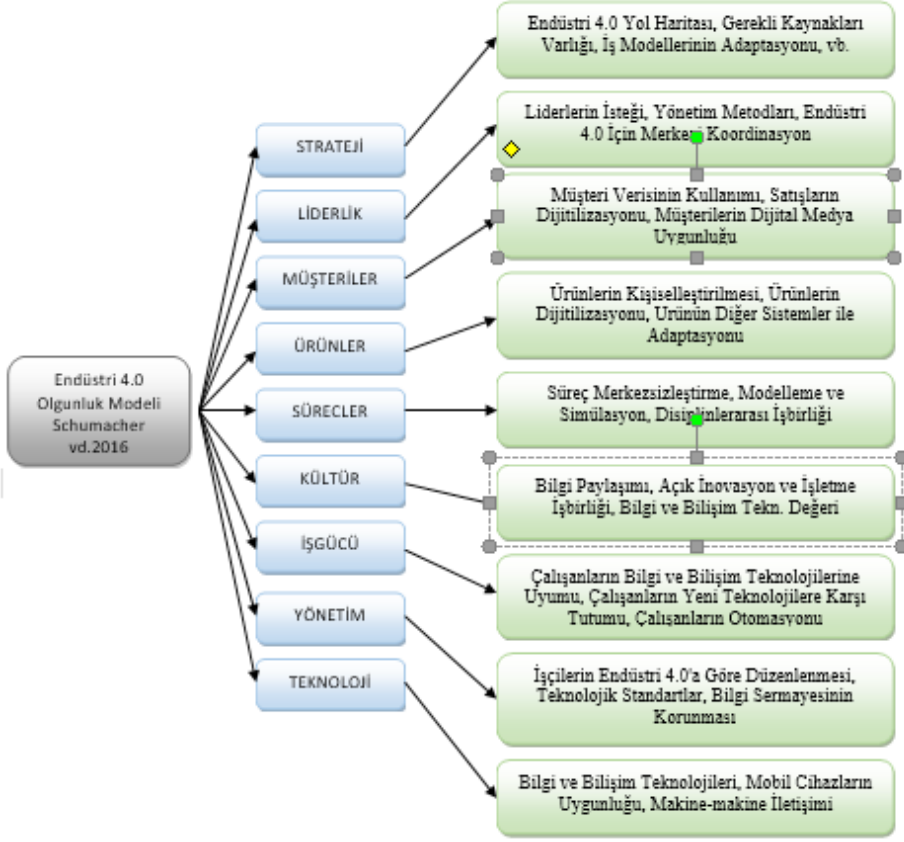 Endüstri 4.0
Olgunluk Modeli
Schumacher
vd.2016
STRATEJİ
LİDERLİK
MÜŞTERİLER
ÜRÜNLER
SÜRECLER
KÜLTÜR
İŞGÜCÜ
YÖNETİM
TEKNOLOJİ
Endüstri 4.0 Yol Haritası, Gerekli Kaynakları
Varlığı, İş Modellerinin Adaptasyonu, vb.
Liderlerin İsteği, Yönetim Metodları, Endüstri
4.0 İçin Merkezi Koordinasyon
Müşteri Verisinin Kullanımı, Satışların
Dijitilizasyonu, Müşterilerin Dijital Medya
Uygunluğu
Ürünlerin Kişiselleştirilmesi, Ürünlerin
Dijitilizasyonu, Urünün Diğer Sistemler ile
Adaptasyonu
Süreç Merkezsizleştirme, Modelleme ve
Simülasyon, Disiplinlerarası İşbirliği
Bilgi Paylaşımı, Açık İnovasyon ve İşletme
İşbirliği, Bilgi ve Bilişim Tekn. Değeri
Çalışanların Bilgi ve Bilişim Teknolojilerine
Uyumu, Çalışanların Yeni Teknolojilere Karşı
Tutumu, Çalışanların Otomasyonu
İşçilerin Endüstri 4.0'a Göre Düzenlenmesi,
Teknolojik Standartlar, Bilgi Sermayesinin
Korunması
Bilgi ve Bilişim Teknolojileri, Mobil Cihazların
Uygunluğu, Makine-makine İletişimi